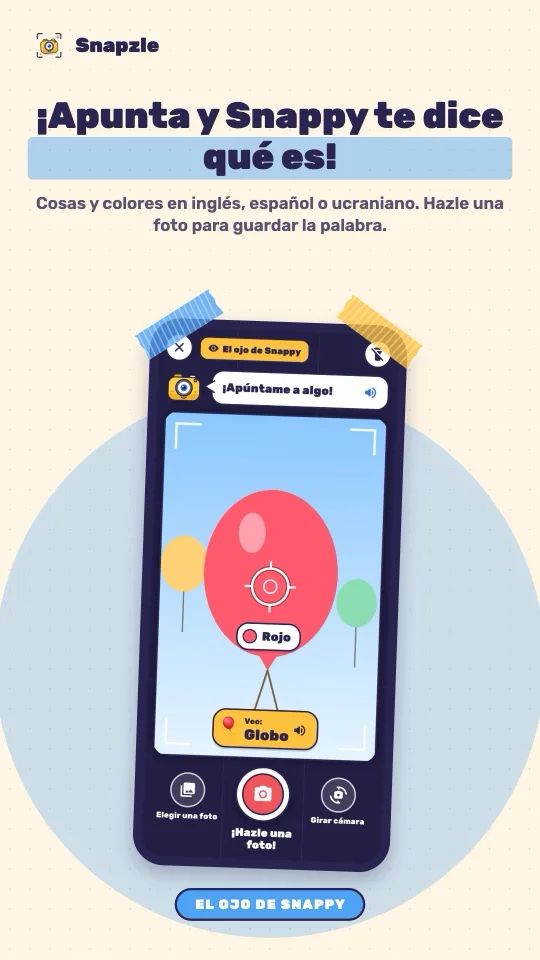 Snapzle
¡Apunta y Snappy te dice
qué es!
Cosas y colores en inglés, español o ucraniano. Hazle una
foto para guardar la palabra.
El ojo de Snappy
¡Apúntame a algo!
Rojo
Veo:
Globo
Elegir una foto
¡Hazle una
foto!
Girar cámara
EL OJO DE SNAPPY